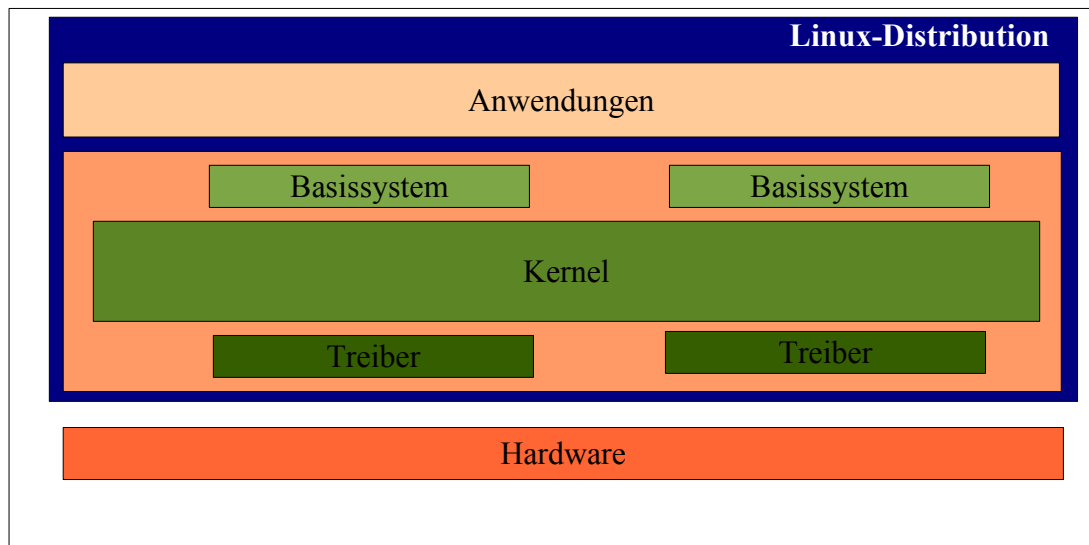 Linux-Distribution
Anwendungen
Basissystem
Basissystem
Kernel
Treiber
Treiber
Hardware